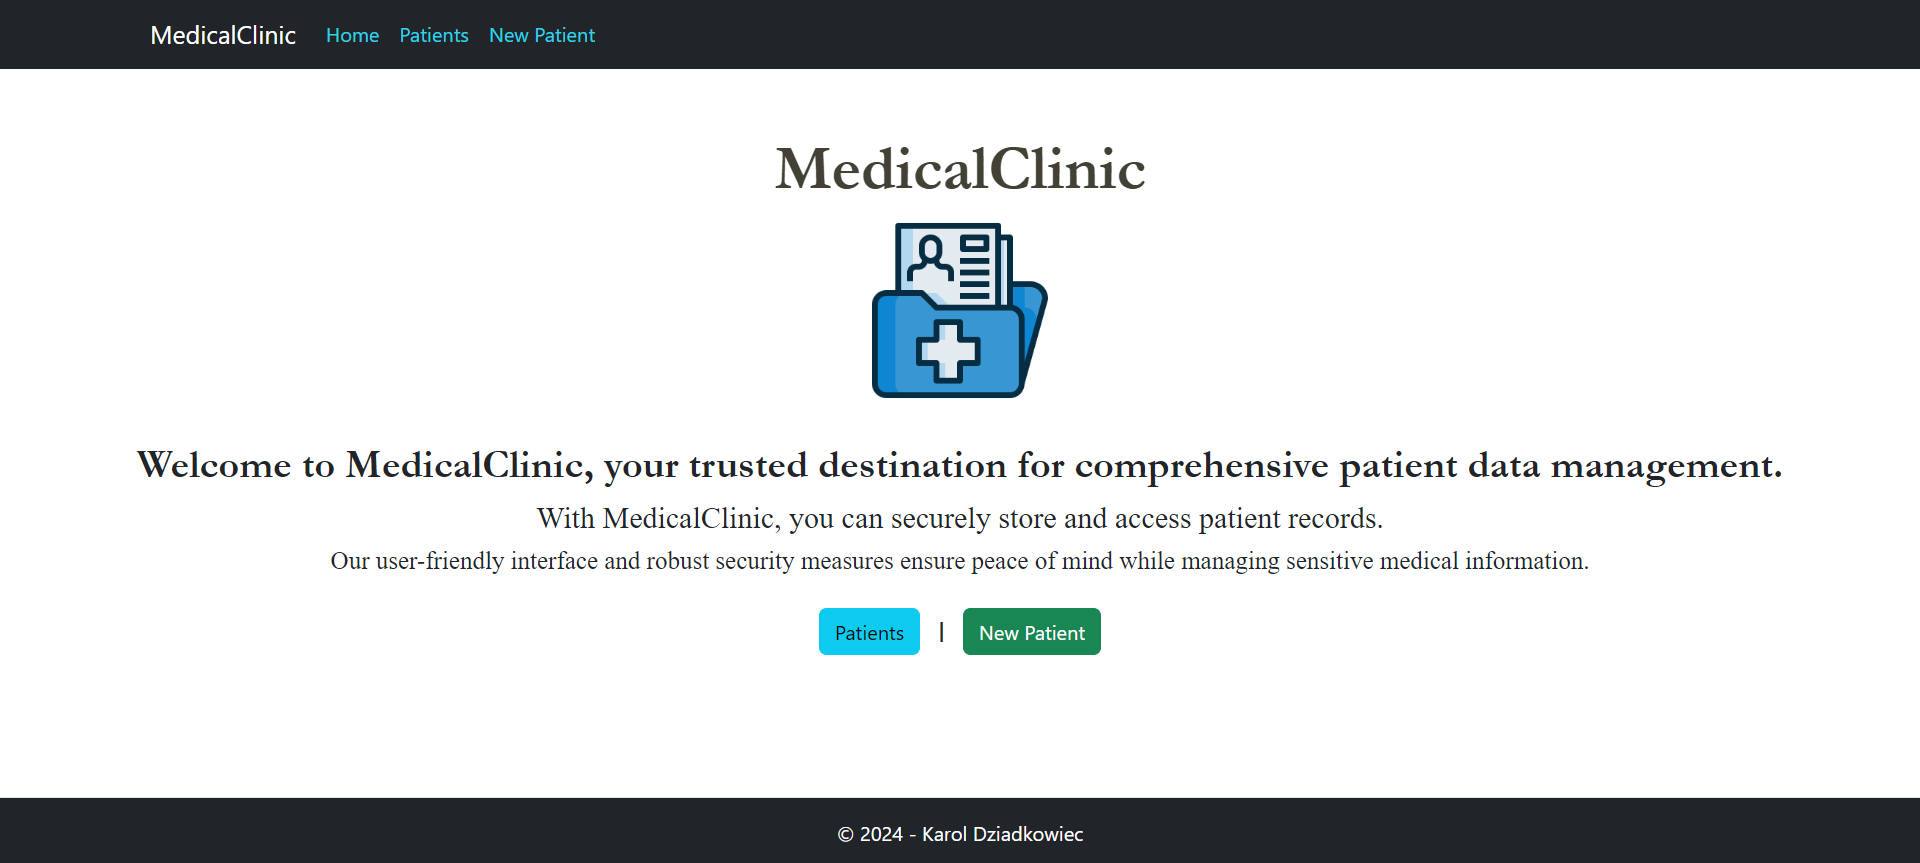 MedicalClinic Home Patients New Patient
MedicalClinic
Welcome to MedicalClinic, your trusted destination for comprehensive patient data management.
With MedicalClinic, you can securely store and access patient records.
Our user-friendly interface and robust security measures ensure peace of mind while managing sensitive medical information.
Patients | New Patient
© 2024 - Karol Dziadkowiec